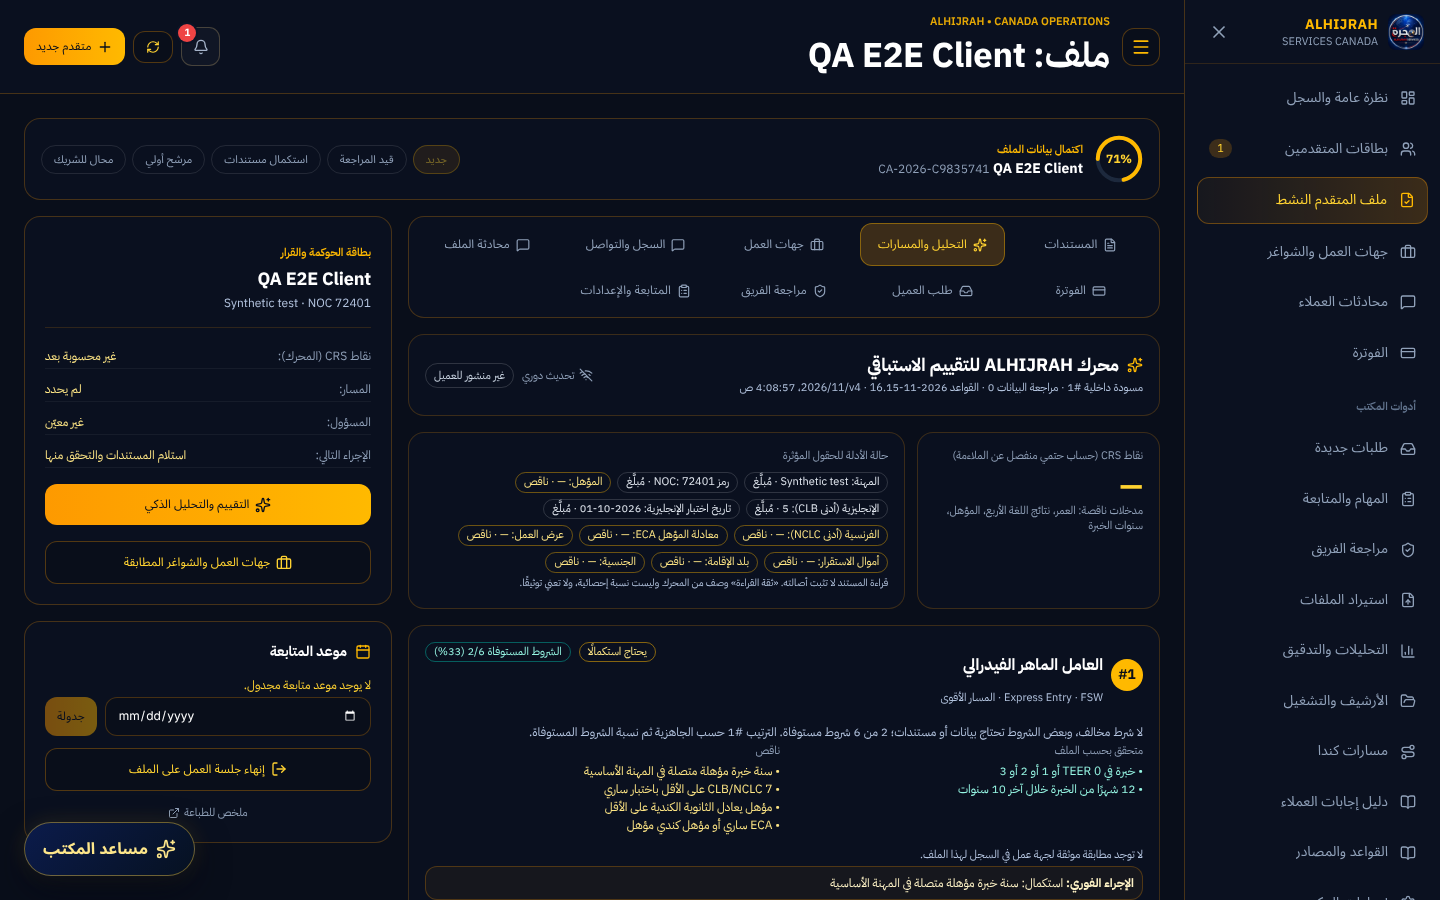 ALHIJRAH
SERVICES CANADA
نظرة عامة والسجل
بطاقات المتقدمين
1
ملف المتقدم النشط
جهات العمل والشواغر
محادثات العملاء
الفوترة
أدوات المكتب
طلبات جديدة
المهام والمتابعة
مراجعة الفريق
استيراد الملفات
التحليلات والتدقيق
الأرشيف والتشغيل
مسارات كندا
دليل إجابات العملاء
القواعد والمصادر
ALHIJRAH • CANADA OPERATIONS
ملف: QA E2E Client
1
متقدم جديد
اكتمال بيانات الملف
QA E2E Client CA-2026-C9835741
71%
جديد
قيد المراجعة
استكمال مستندات
مرشح أولي
محال للشريك
المستندات
التحليل والمسارات
جهات العمل
السجل والتواصل
محادثة الملف
الفوترة
طلب العميل
مراجعة الفريق
المتابعة والإعدادات
محرك ALHIJRAH للتقييم الاستباقي
مسودة داخلية #1 · مراجعة البيانات 0 · القواعد 2026-11-16.15 · 2026/11/v4، 4:08:57 ص
تحديث دوري
غير منشور للعميل
نقاط CRS (حساب حتمي منفصل عن الملاءمة)
—
مدخلات ناقصة: العمر، نتائج اللغة الأربع، المؤهل،
سنوات الخبرة
حالة الأدلة للحقول المؤثرة
المهنة: Synthetic test · مُبلَّغ
رمز NOC: 72401 · مُبلَّغ
المؤهل: — · ناقص
الإنجليزية (أدنى CLB): 5 · مُبلَّغ
تاريخ اختبار الإنجليزية: 2026-10-01 · مُبلَّغ
الفرنسية (أدنى NCLC): — · ناقص
معادلة المؤهل ECA: — · ناقص
عرض العمل: — · ناقص
أموال الاستقرار: — · ناقص
بلد الإقامة: — · ناقص
الجنسية: — · ناقص
قراءة المستند لا تثبت أصالته. «ثقة القراءة» وصف من المحرك وليست نسبة إحصائية، ولا تعني توثيقًا.
#1
العامل الماهر الفيدرالي
Express Entry · FSW · المسار الأقوى
يحتاج استكمالًا
الشروط المستوفاة 2/6 (33%)
لا شرط مخالف، وبعض الشروط تحتاج بيانات أو مستندات؛ 2 من 6 شروط مستوفاة. الترتيب #1 حسب الجاهزية ثم نسبة الشروط المستوفاة.
متحقق بحسب الملف
• خبرة في TEER 0 أو 1 أو 2 أو 3
• 12 شهرًا من الخبرة خلال آخر 10 سنوات
ناقص
• سنة خبرة مؤهلة متصلة في المهنة الأساسية
• CLB/NCLC 7 على الأقل باختبار ساري
• مؤهل يعادل الثانوية الكندية على الأقل
• ECA ساري أو مؤهل كندي مؤهل
لا توجد مطابقة موثقة لجهة عمل في السجل لهذا الملف.
الإجراء الفوري: استكمال: سنة خبرة مؤهلة متصلة في المهنة الأساسية
بطاقة الحوكمة والقرار
QA E2E Client
Synthetic test · NOC 72401
نقاط CRS (المحرك): غير محسوبة بعد
المسار: لم يحدد
المسؤول: غير معيّن
الإجراء التالي: استلام المستندات والتحقق منها
التقييم والتحليل الذكي
جهات العمل والشواغر المطابقة
موعد المتابعة
لا يوجد موعد متابعة مجدول.
mm/dd/yyyy
جدولة
إنهاء جلسة العمل على الملف
ملخص للطباعة
مساعد المكتب